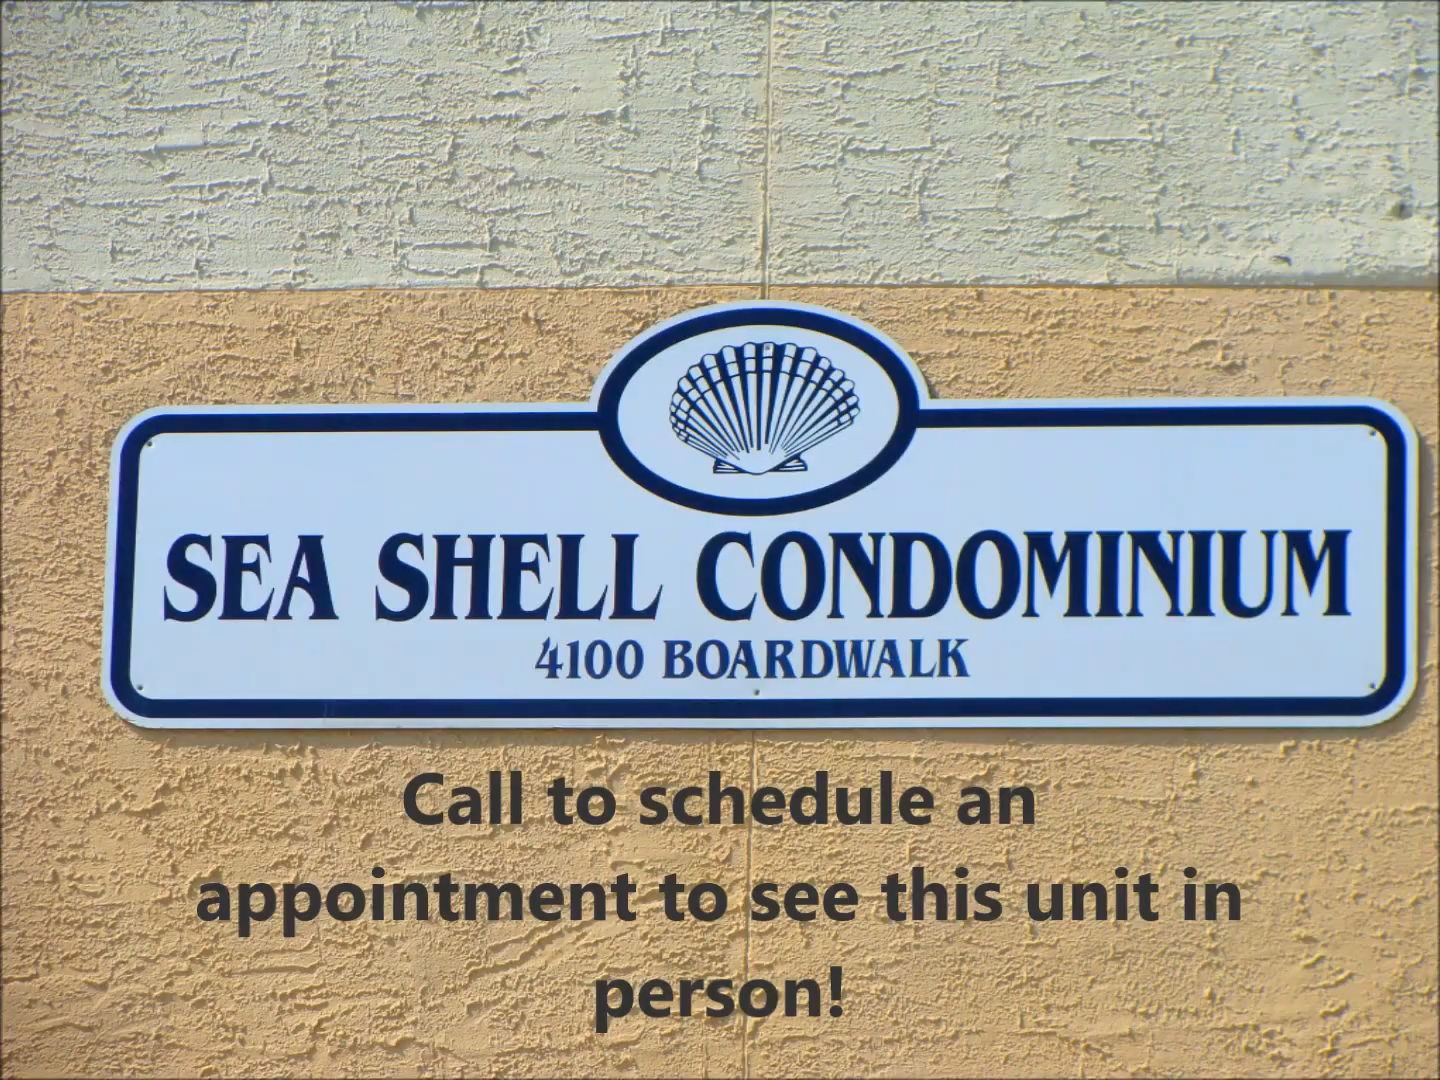 SEA SHELL CONDOMINIUM
4100 BOARDWALK
Call to schedule an
appointment to see this unit in
person!